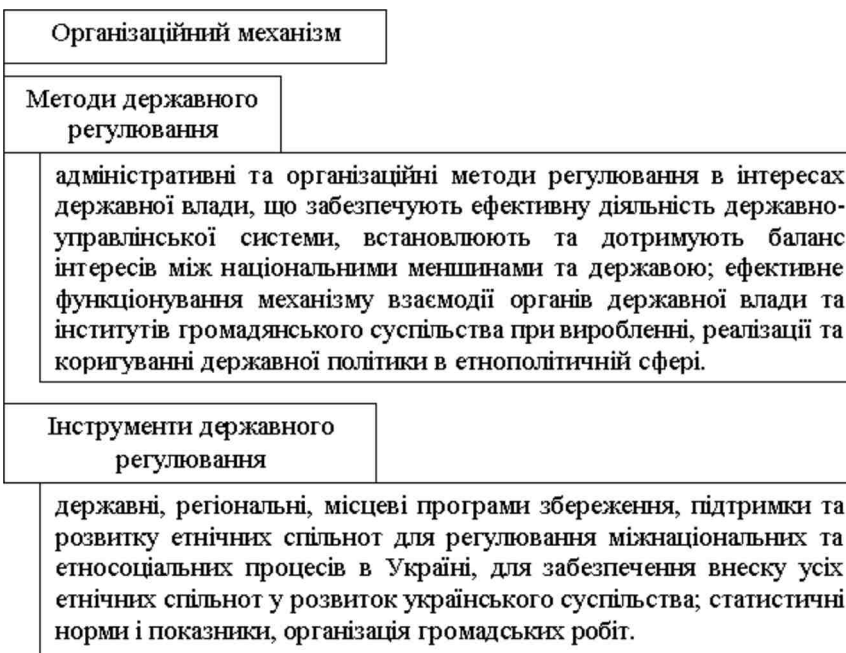 Організаційний механізм
Методи державного
регулювання
адміністративні та організаційні методи регулювання в інтересах
державної влади, що забезпечують ефективну діяльність державно-
управлінської системи, встановлюють та дотримують баланс
інтересів між національними меншинами та державою; ефективне
функціонування механізму взаємодії органів державної влади та
інститутів громадянського суспільства при виробленні, реалізації та
коригуванні державної політики в етнополітичній сфері.
Інструменти державного
регулювання
державні, регіональні, місцеві програми збереження, підтримки та
розвитку етнічних спільнот для регулювання міжнаціональних та
етносоціальних процесів в Україні, для забезпечення внеску усіх
етнічних спільнот у розвиток українського суспільства; статистичні
норми і показники, організація громадських робіт.